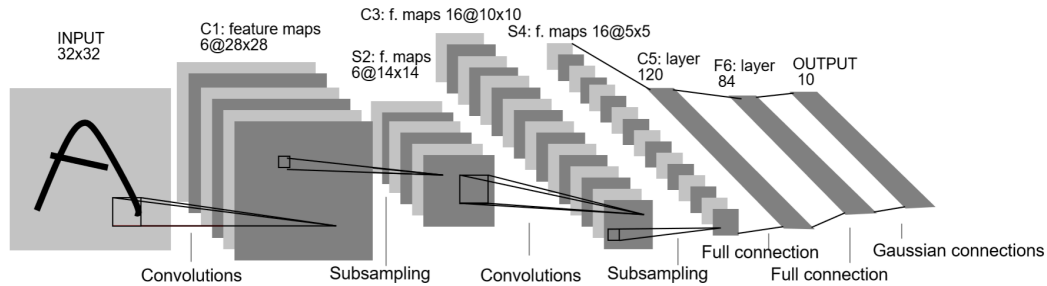 INPUT
32x32
C1: feature maps
6@28x28
S2: f. maps
6@14x14
C3: f. maps 16@10x10
S4: f. maps 16@5x5
C5: layer
120
F6: layer
84
OUTPUT
10
Convolutions
Subsampling
Convolutions
Subsampling
Full connection
Full connection
Gaussian connections